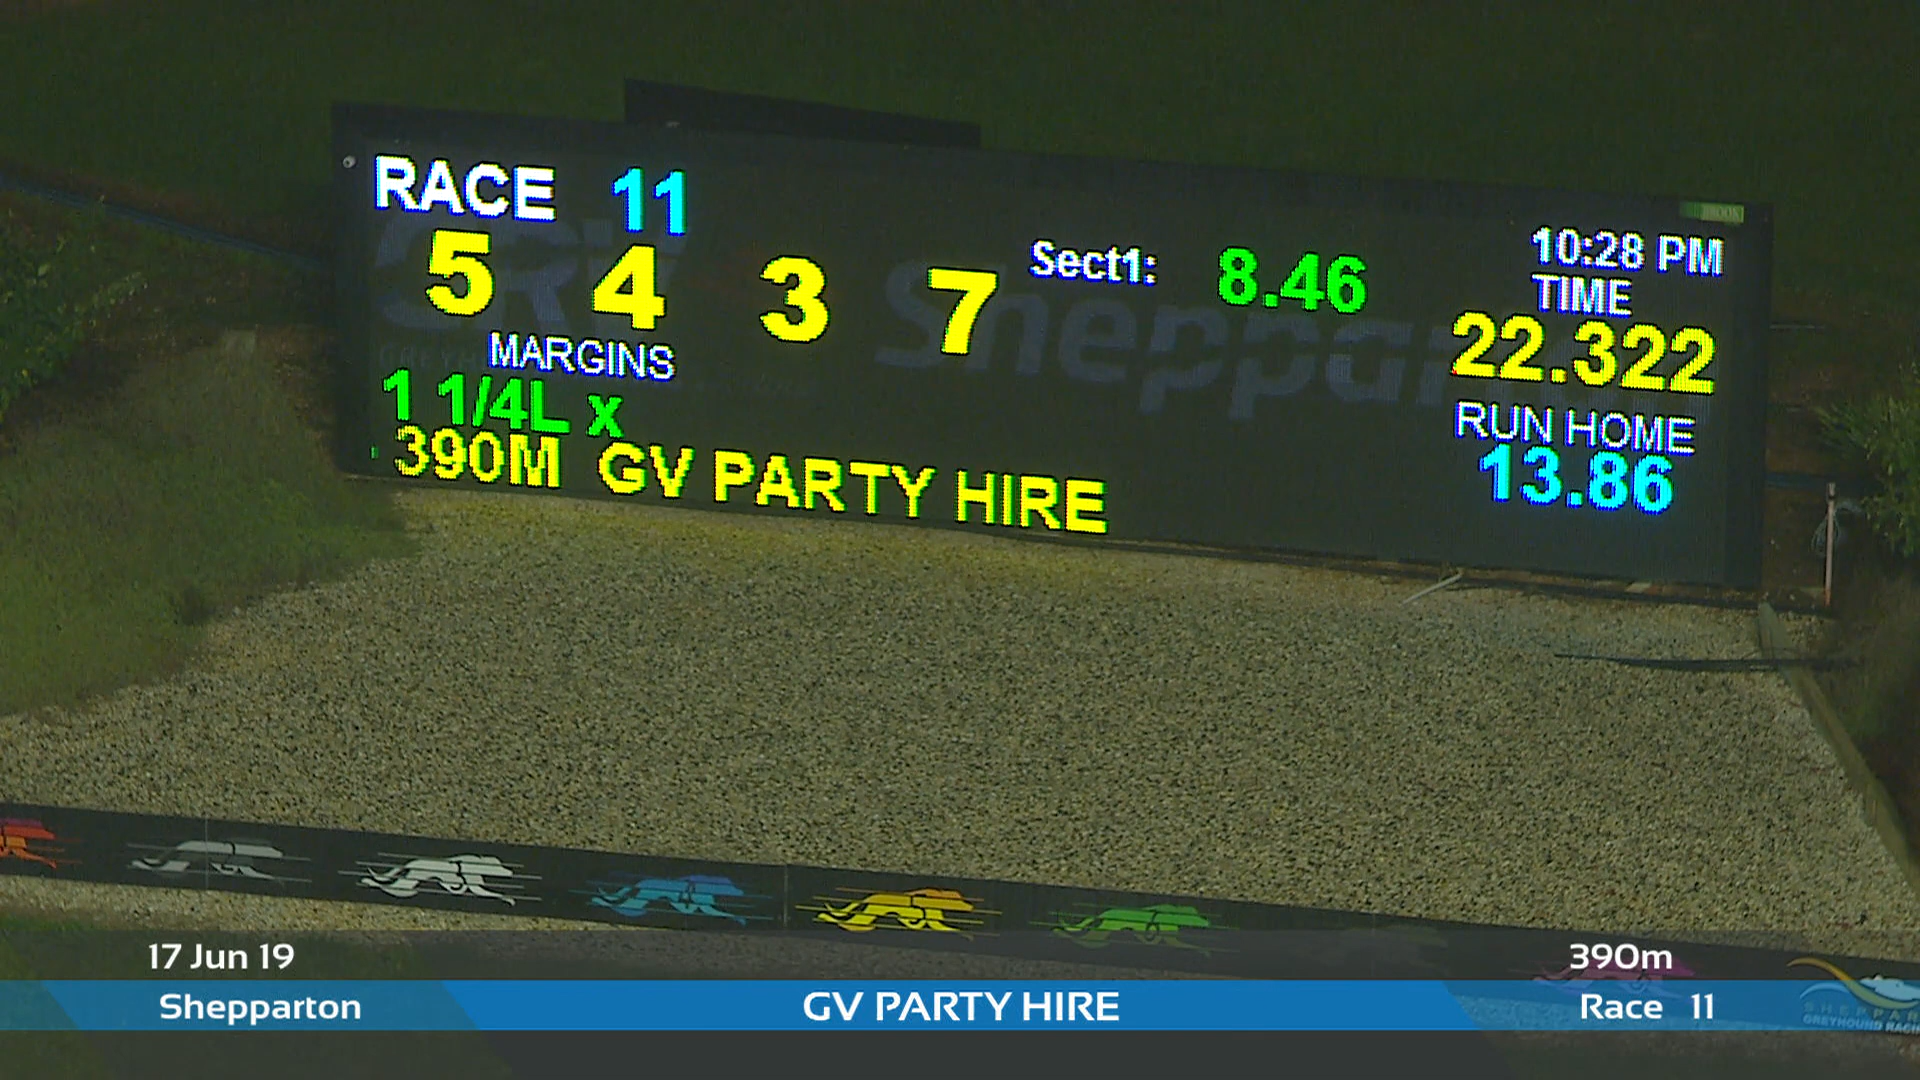 RACE 11
5 4 3 7
Sect1: 8.46
10:28 PM
TIME
22.322
MARGINS
1 1/4L x
RUN HOME
13.86
390M GV PARTY HIRE
17 Jun 19
390m
Shepparton
GV PARTY HIRE
Race 11